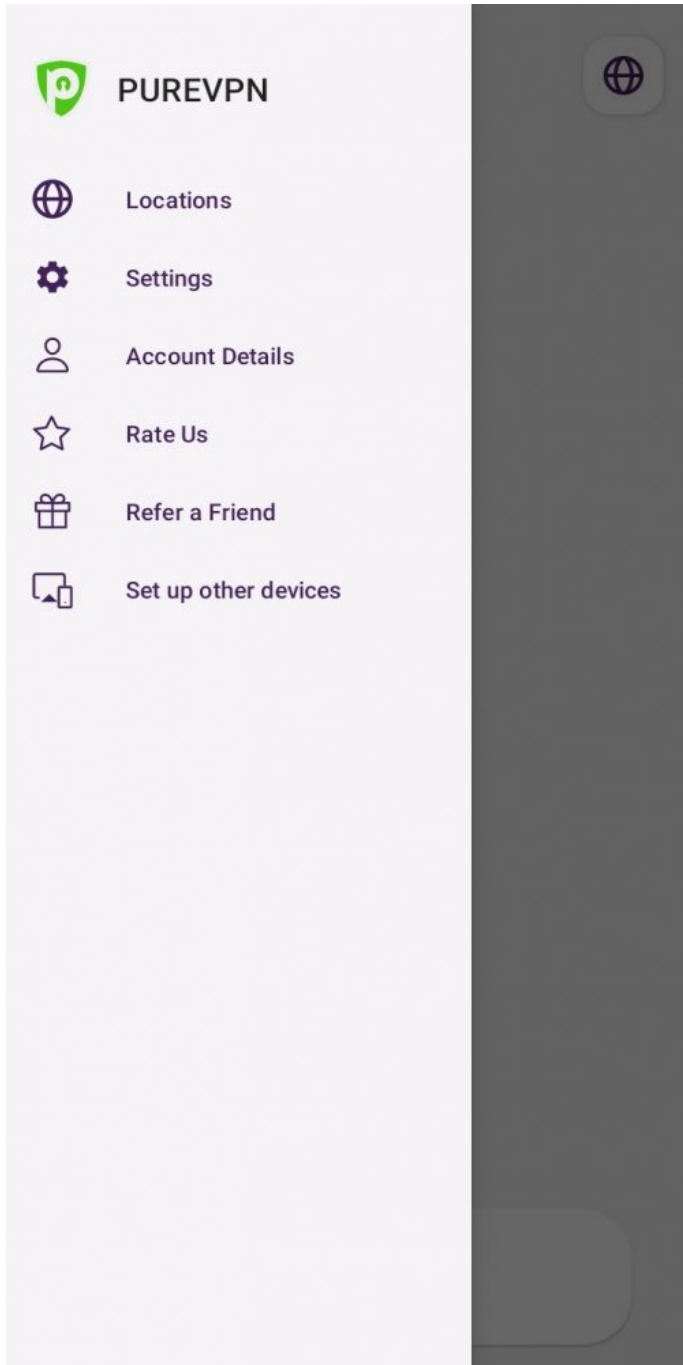 PUREVPN
Locations
Settings
Account Details
Rate Us
Refer a Friend
Set up other devices